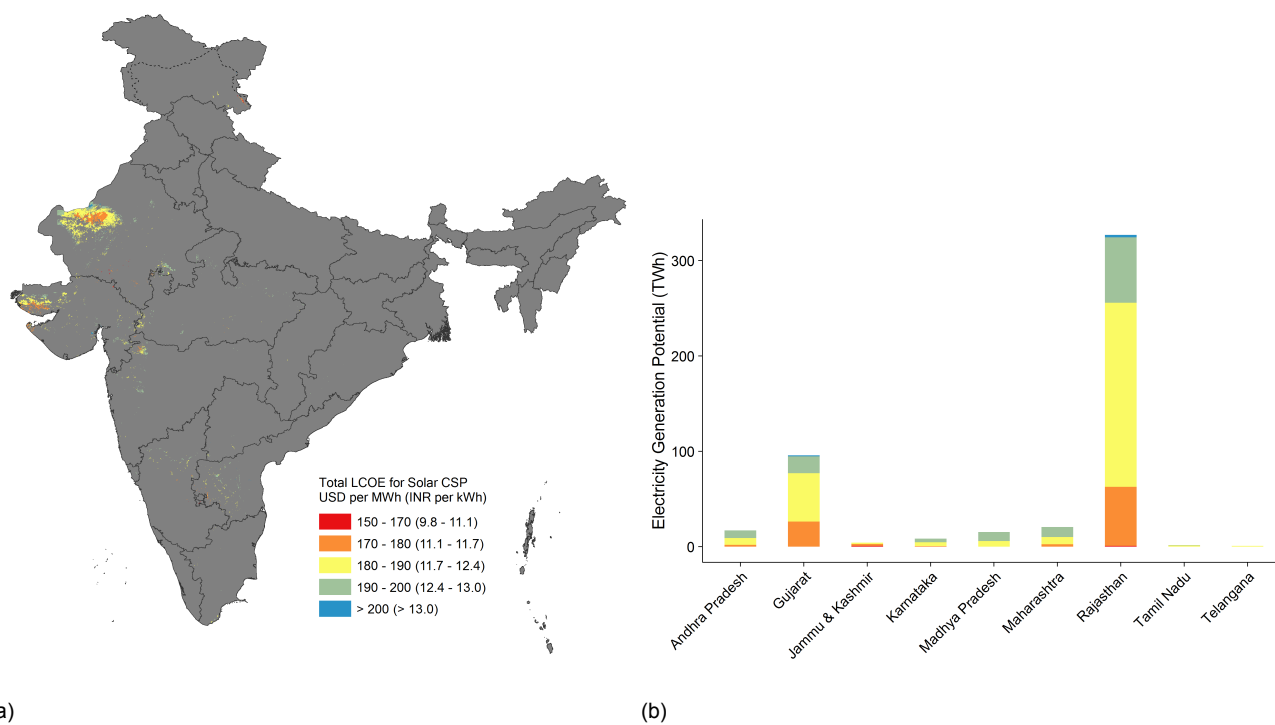 Total LCOE for Solar CSP
USD per MWh (INR per kWh)
150 - 170 (9.8 - 11.1)
170 - 180 (11.1 - 11.7)
180 - 190 (11.7 - 12.4)
190 - 200 (12.4 - 13.0)
> 200 (> 13.0)
a)
Electricity Generation Potential (TWh)
300
200
100
0
Andhra Pradesh
Gujarat
Jammu & Kashmir
Karnataka
Madhya Pradesh
Maharashtra
Rajasthan
Tamil Nadu
Telangana
(b)